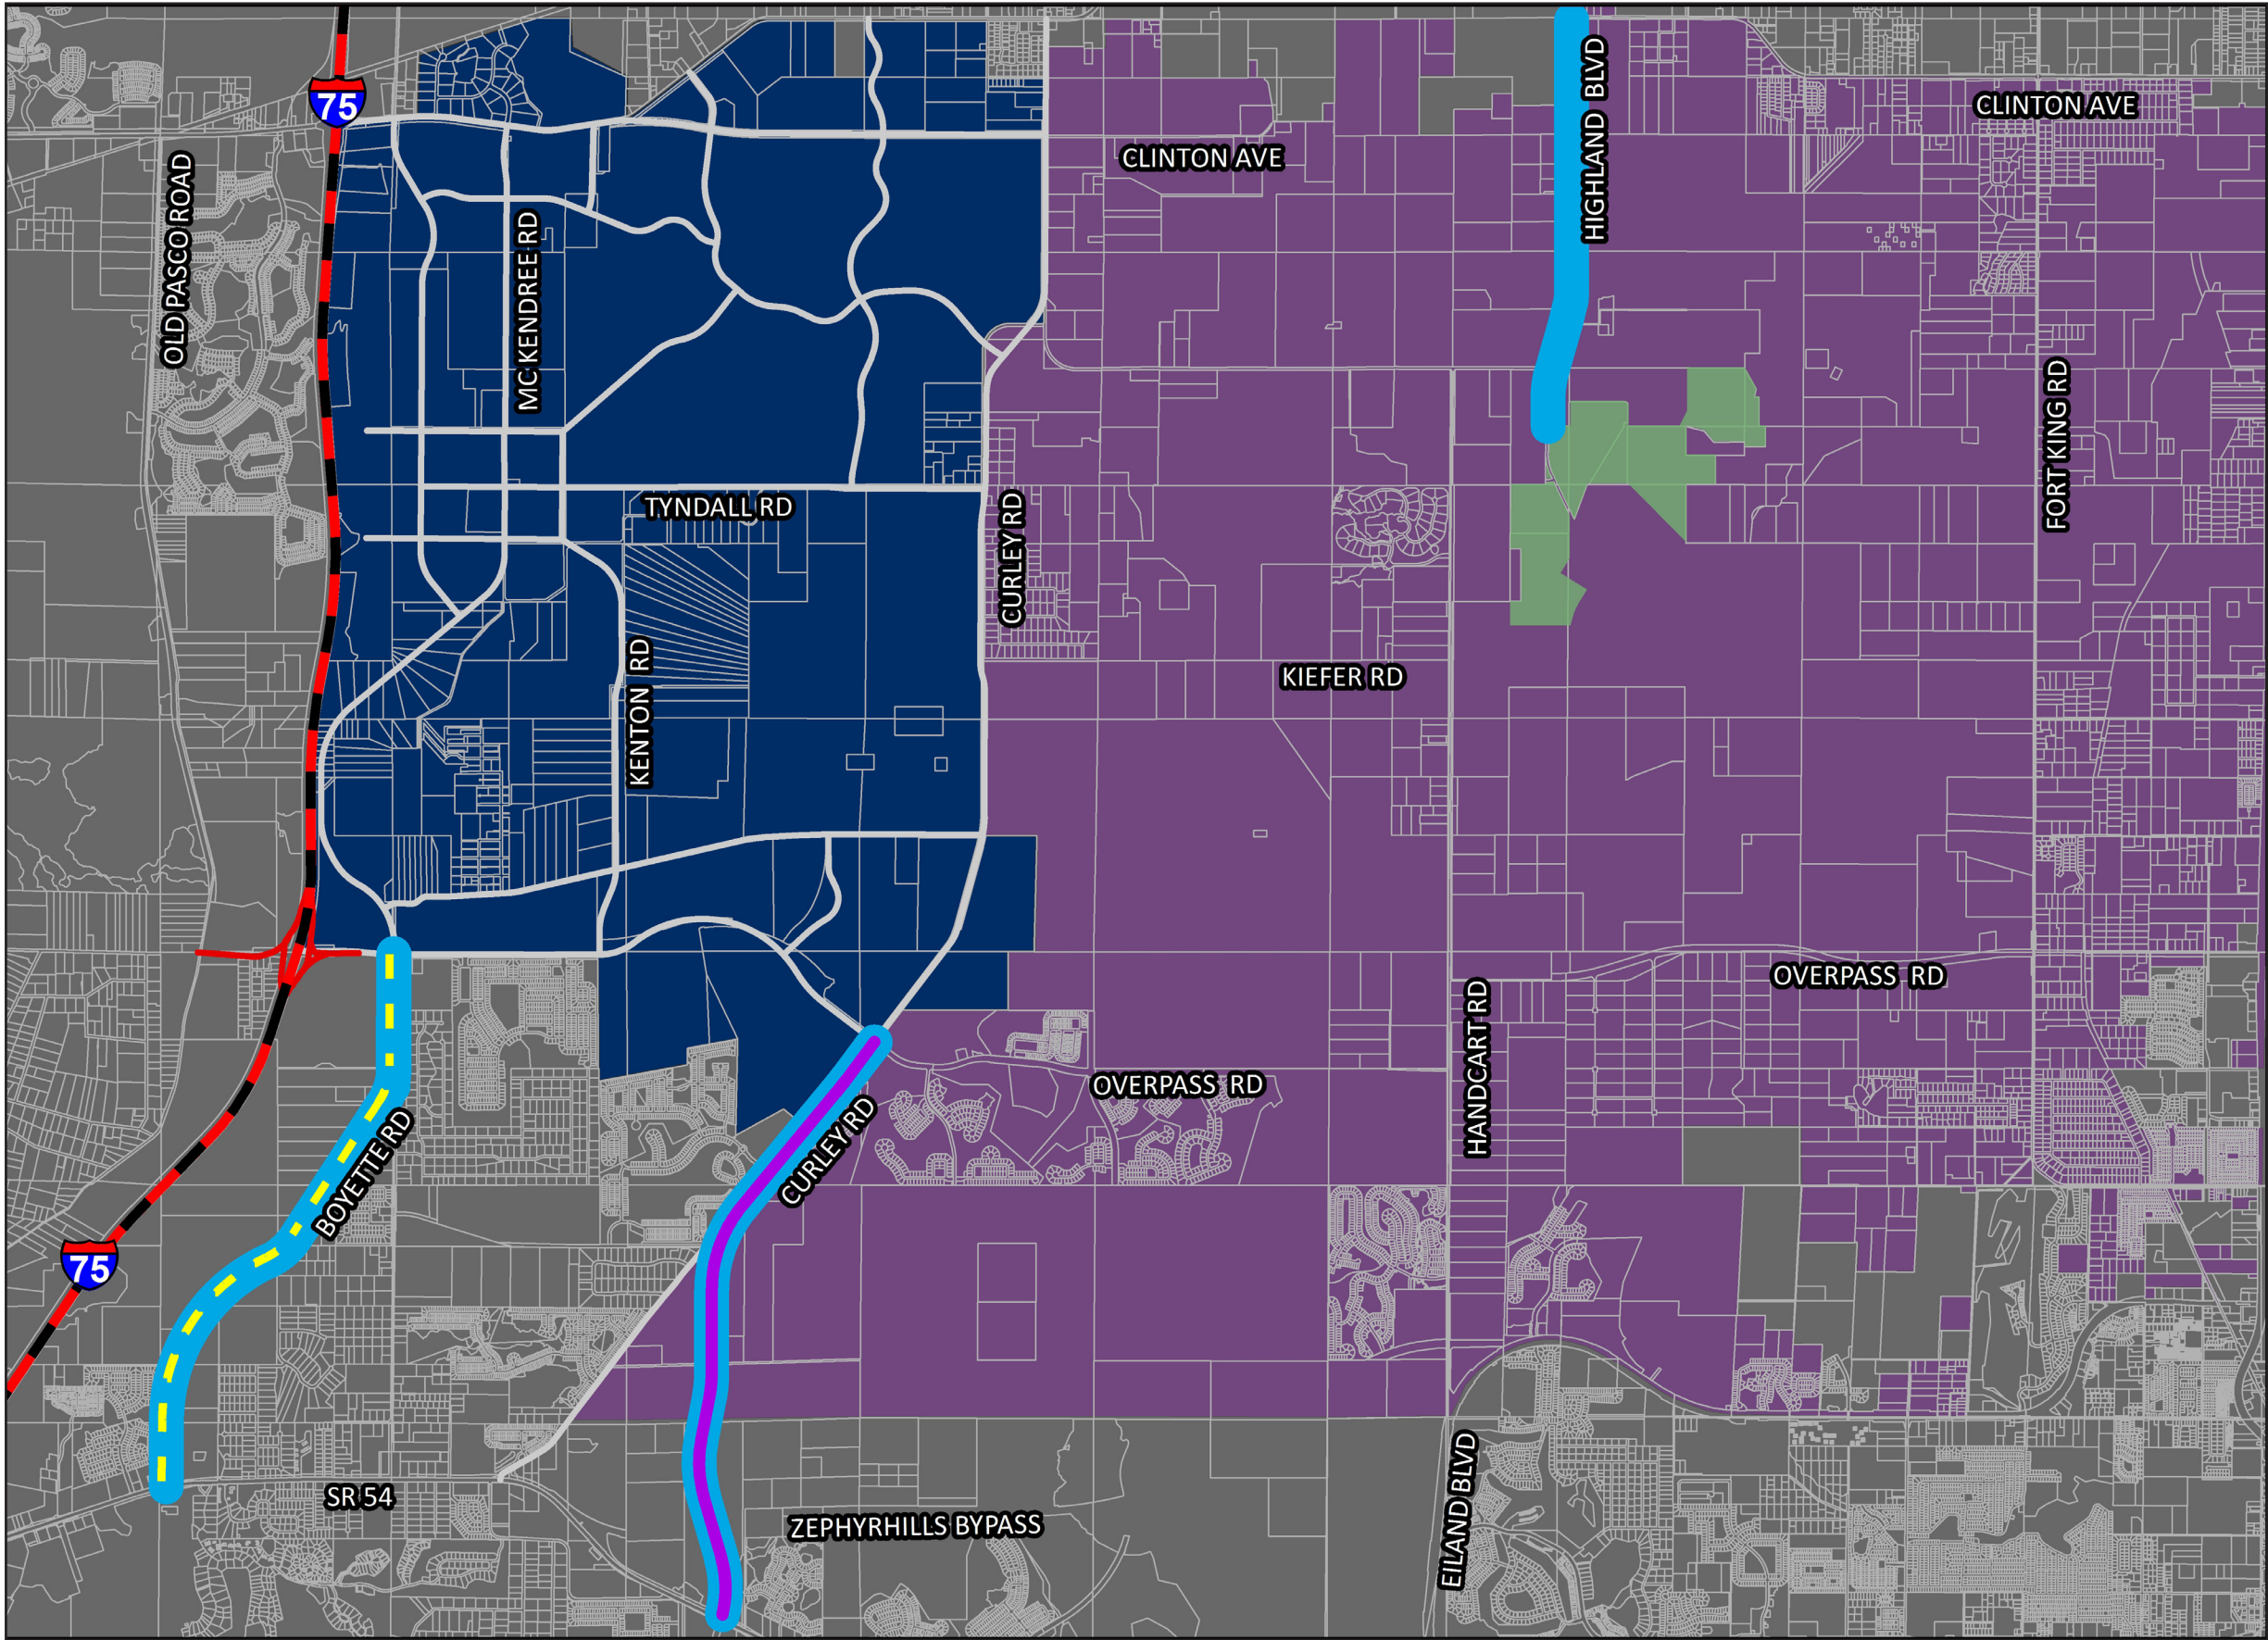 75
HIGHLAND BLVD
CLINTON AVE
CLINTON AVE
OLD PASCO ROAD
MCKENDREE RD
FORT KING RD
TYNDALL RD
CURLEY RD
KENTON RD
KIEFER RD
OVERPASS RD
HANDCART RD
OVERPASS RD
BOYETTE RD
CURLEY RD
75
SR 54
ZEPHYRHILLS BYPASS
EILAND BLVD